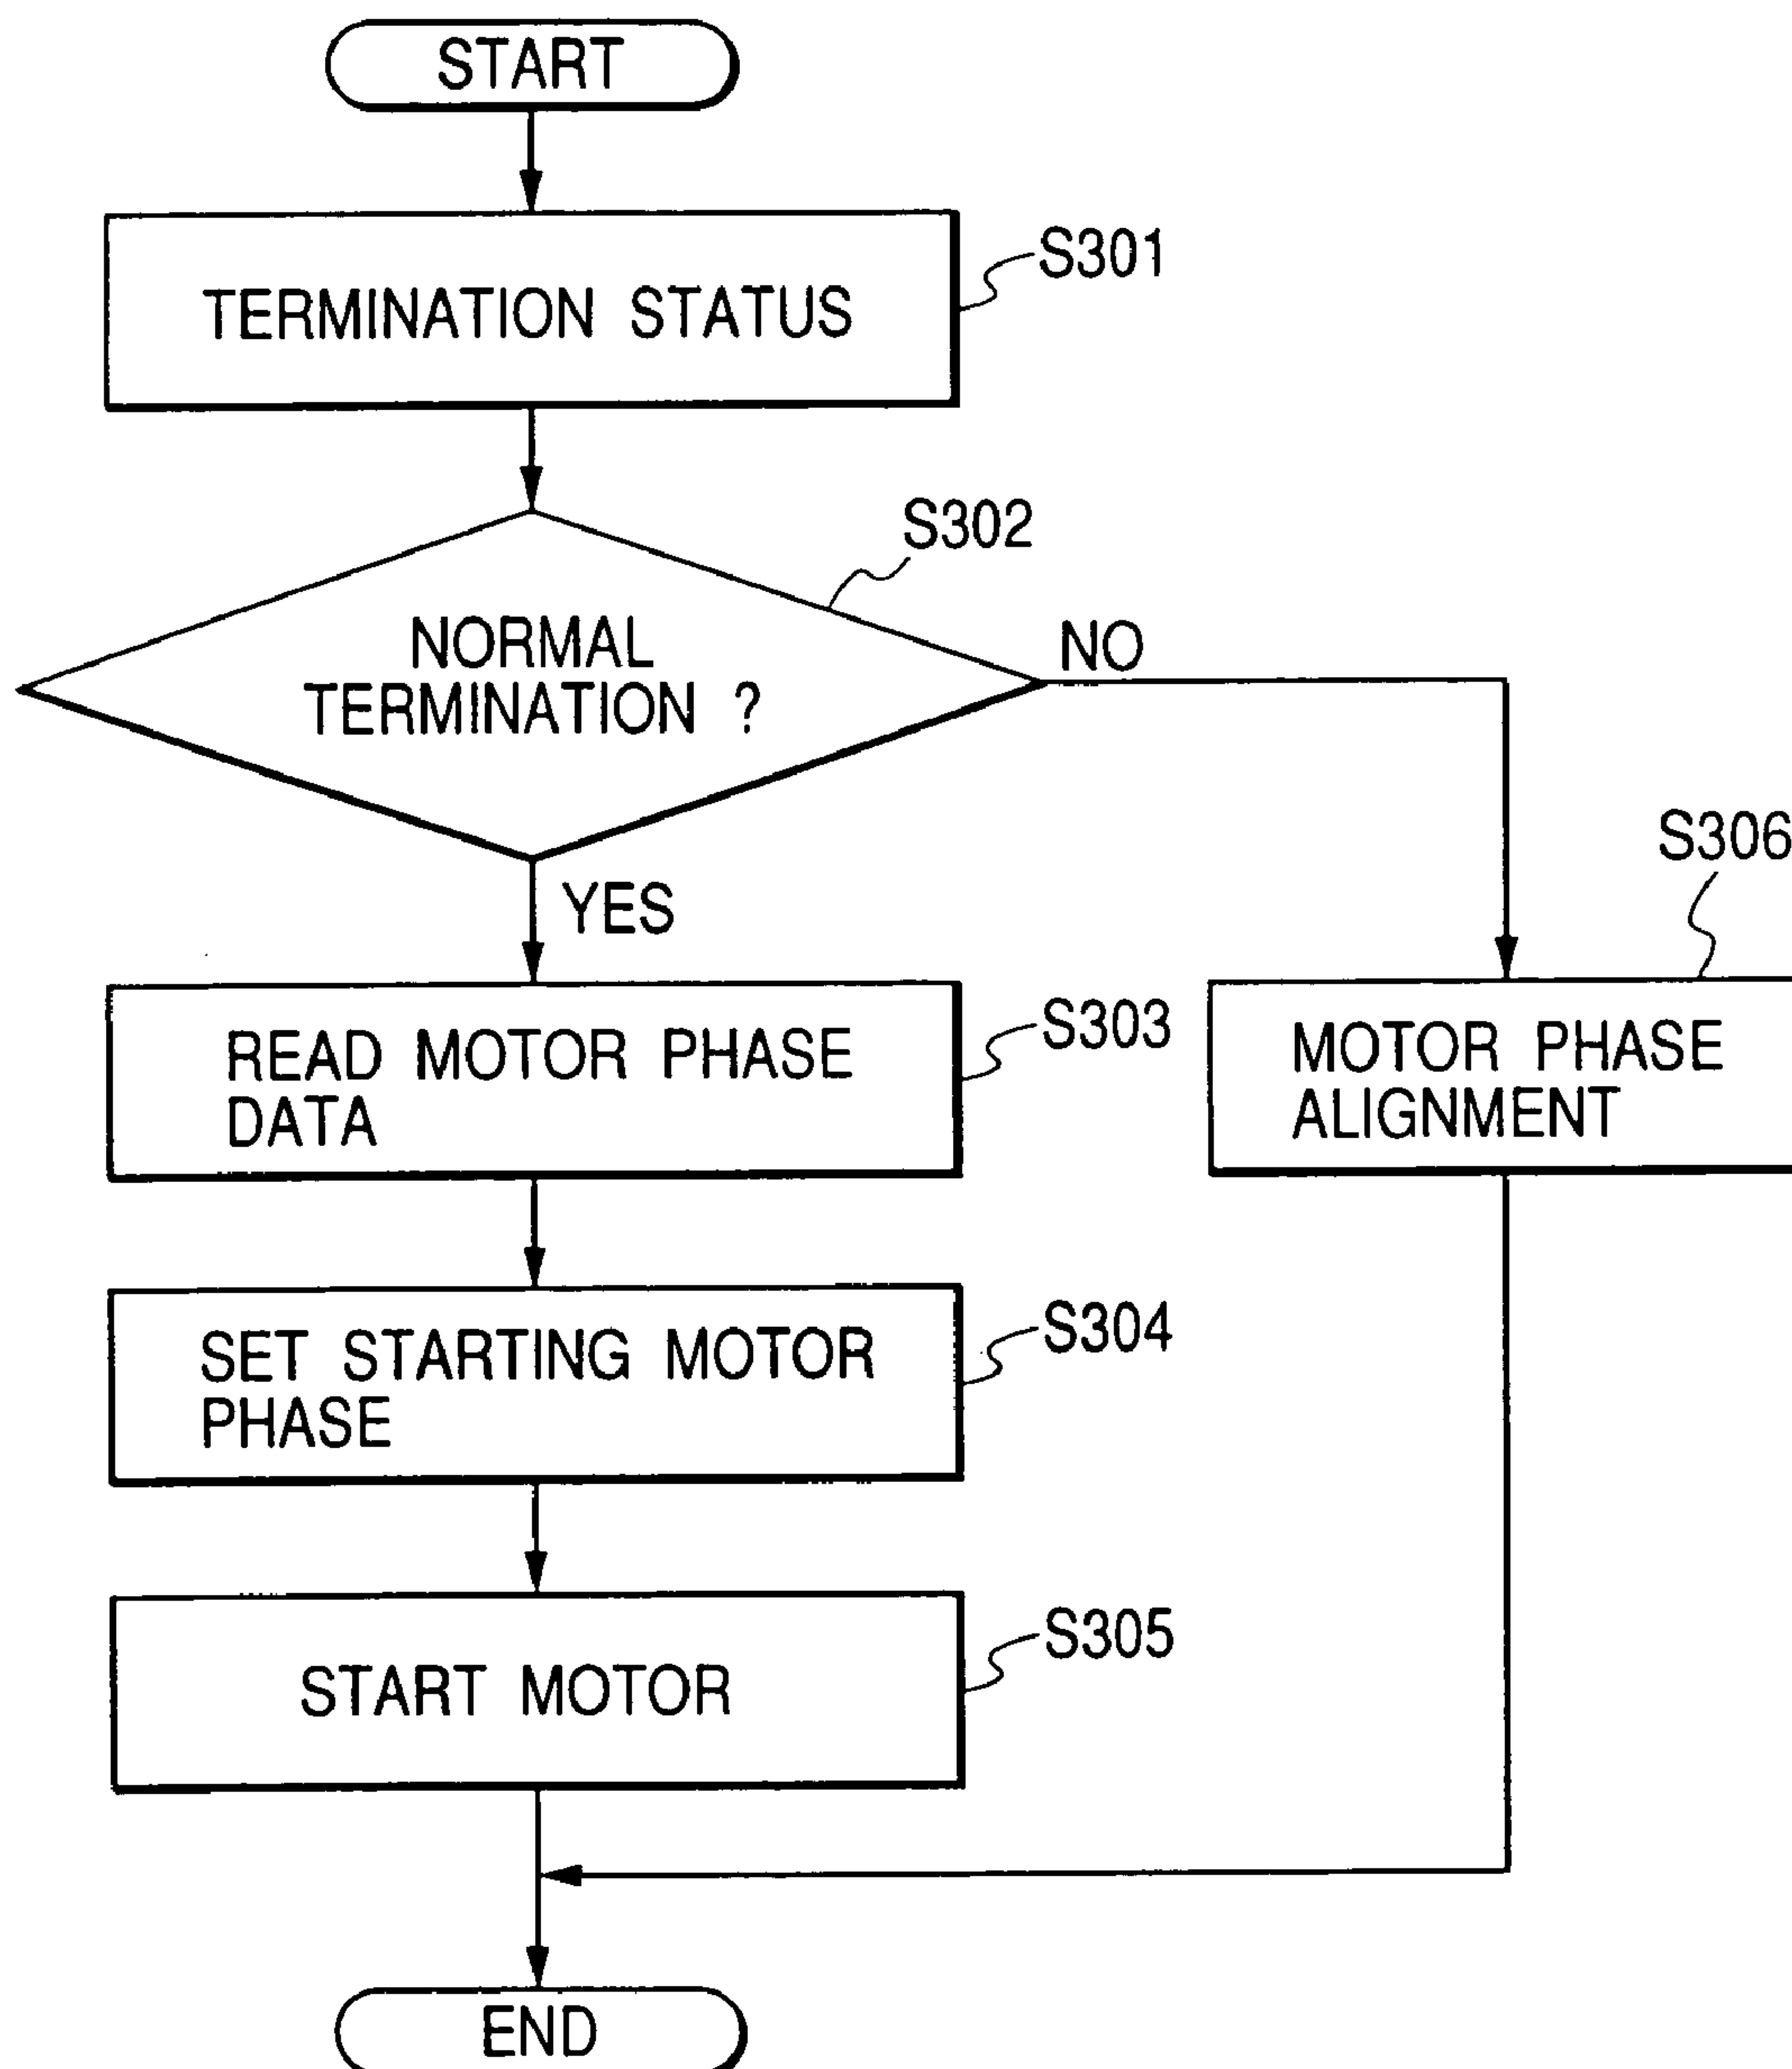 START
TERMINATION STATUS
S301
S302
NORMAL
TERMINATION ?
NO
YES
S306
READ MOTOR PHASE
DATA
S303
MOTOR PHASE
ALIGNMENT
SET STARTING MOTOR
PHASE
S304
START MOTOR
S305
END